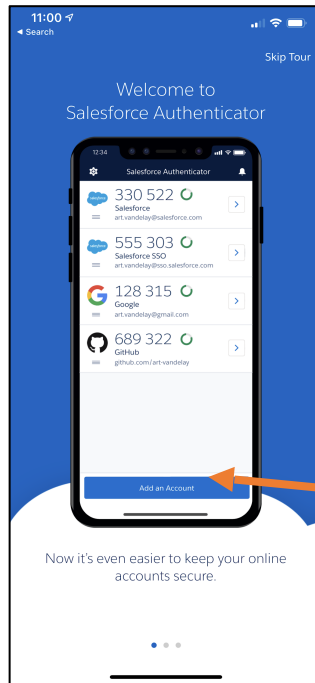 11:00
Search
Skip Tour
Welcome to
Salesforce Authenticator
12:34
Salesforce Authenticator
salesforce
330 522
Salesforce
art.vandelay@salesforce.com
salesforce
555 303
Salesforce SSO
art.vandelay@sso.salesforce.com
128 315
Google
art.vandelay@gmail.com
689 322
GitHub
github.com/art-vandelay
Add an Account
Now it's even easier to keep your online
accounts secure.